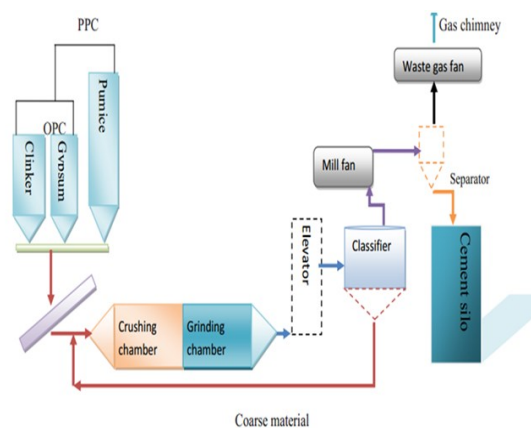 PPC
Gas chimney
Waste gas fan
Pumice
OPC
Clinker
Gypsum
Mill fan
Separator
Elevator
Classifier
Cement silo
Crushing
chamber
Grinding
chamber
Coarse material